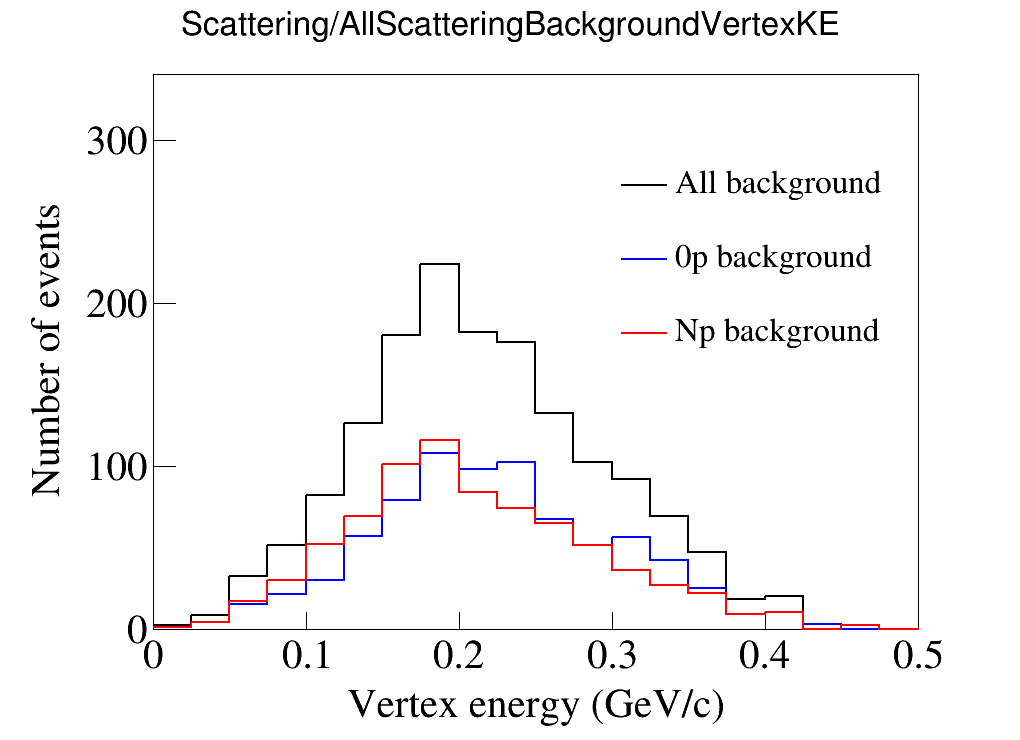 Scattering/AllScatteringBackgroundVertexKE
300
200
100
0
Number of events
All background
0p background
Np background
0 0.1 0.2 0.3 0.4 0.5
Vertex energy (GeV/c)